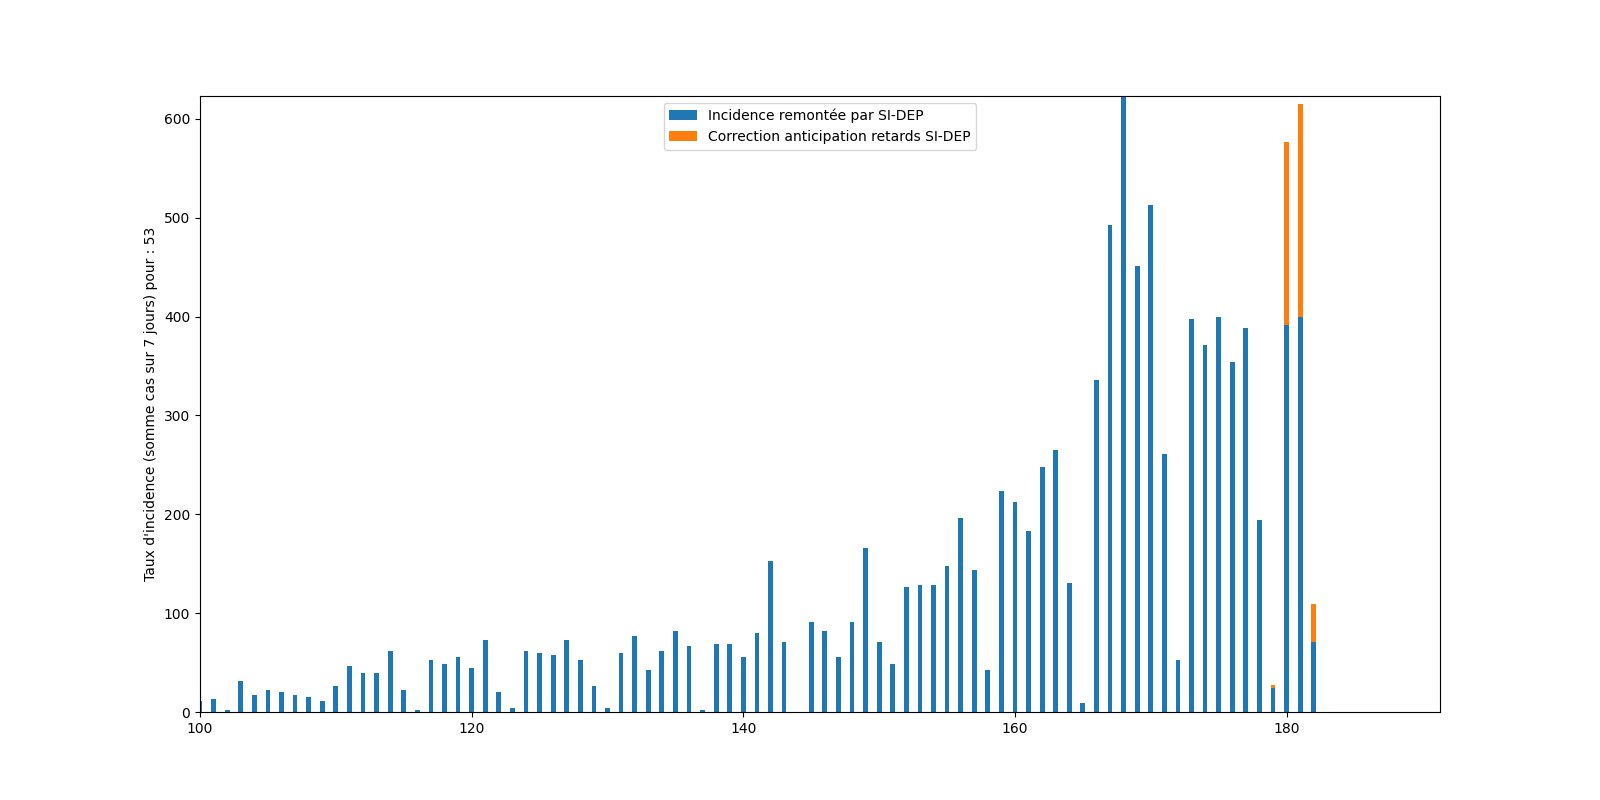 Incidence remontée par SI-DEP
Correction anticipation retards SI-DEP
Taux d'incidence (somme cas sur 7 jours) pour : 53
600
500
400
300
200
100
0
100 120 140 160 180